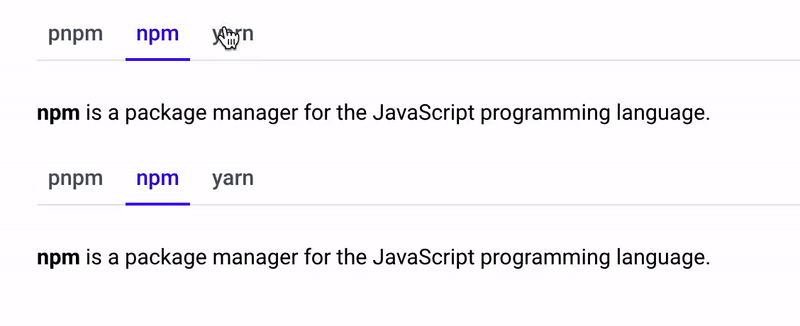 pnpm npm yarn
npm is a package manager for the JavaScript programming language.
pnpm npm yarn
npm is a package manager for the JavaScript programming language.